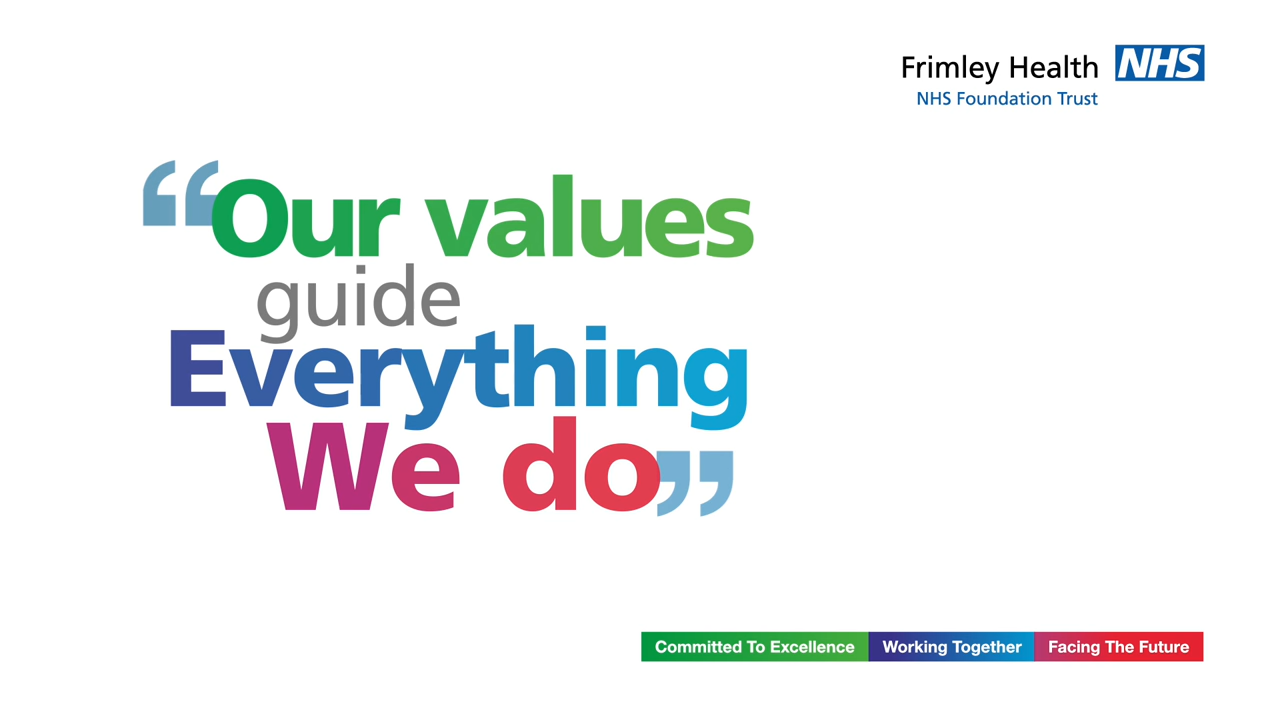 Frimley Health NHS
NHS Foundation Trust
“Our values
guide
Everything
We do”
Committed To Excellence Working Together Facing The Future